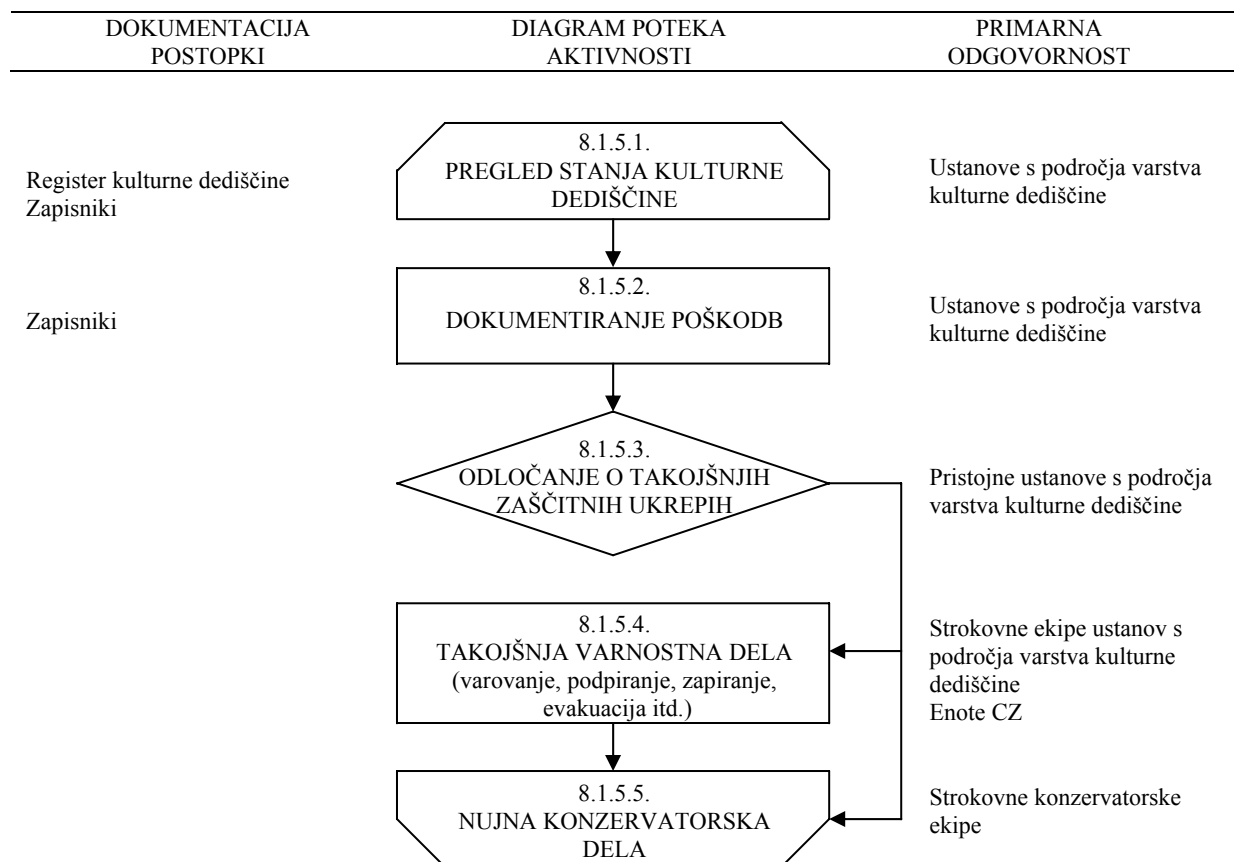 DOKUMENTACIJA
POSTOPKI
DIAGRAM POTEKA
AKTIVNOSTI
PRIMARNA
ODGOVORNOST
Register kulturne dediščine
Zapisniki
8.1.5.1.
PREGLED STANJA KULTURNE
DEDIŠČINE
Ustanove s področja varstva
kulturne dediščine
Zapisniki
8.1.5.2.
DOKUMENTIRANJE POŠKODB
Ustanove s področja varstva
kulturne dediščine
8.1.5.3.
ODLOČANJE O TAKOJŠNJIH
ZAŠČITNIH UKREPIH
Pristojne ustanove s področja
varstva kulturne dediščine
8.1.5.4.
TAKOJŠNJA VARNOSTNA DELA
(varovanje, podpiranje, zapiranje,
evakuacija itd.)
Strokovne ekipe ustanov s
področja varstva kulturne
dediščine
Enote CZ
8.1.5.5.
NUJNA KONZERVATORSKA
DELA
Strokovne konzervatorske
ekipe